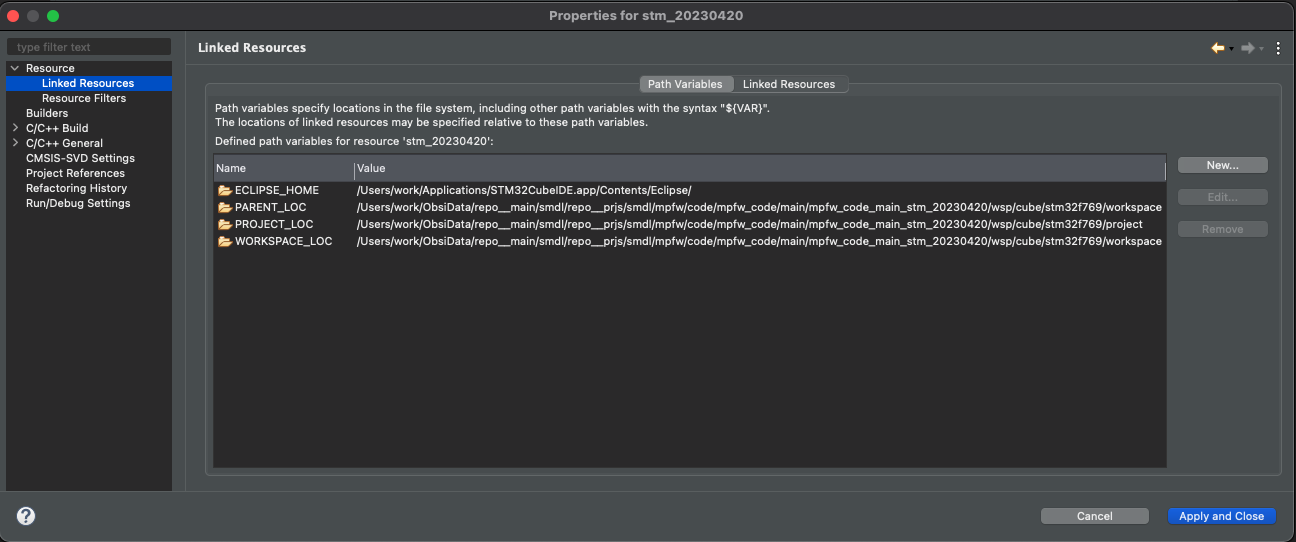 Properties for stm_20230420
type filter text
Resource
Linked Resources
Resource Filters
Builders
C/C++ Build
C/C++ General
CMSIS-SVD Settings
Project References
Refactoring History
Run/Debug Settings
Linked Resources
Path Variables
Linked Resources
Path variables specify locations in the file system, including other path variables with the syntax "${VAR}".
The locations of linked resources may be specified relative to these path variables.
Defined path variables for resource 'stm_20230420':
Name Value
ECLIPSE_HOME /Users/work/Applications/STM32CubeIDE.app/Contents/Eclipse/
PARENT_LOC /Users/work/ObsiData/repo__main/smdl/repo__prjs/smdl/mpfw/code/mpfw_code/main/mpfw_code_main_stm_20230420/wsp/cube/stm32f769/workspace
PROJECT_LOC /Users/work/ObsiData/repo__main/smdl/repo__prjs/smdl/mpfw/code/mpfw_code/main/mpfw_code_main_stm_20230420/wsp/cube/stm32f769/project
WORKSPACE_LOC /Users/work/ObsiData/repo__main/smdl/repo__prjs/smdl/mpfw/code/mpfw_code/main/mpfw_code_main_stm_20230420/wsp/cube/stm32f769/workspace
New...
Edit...
Remove
?
Cancel
Apply and Close